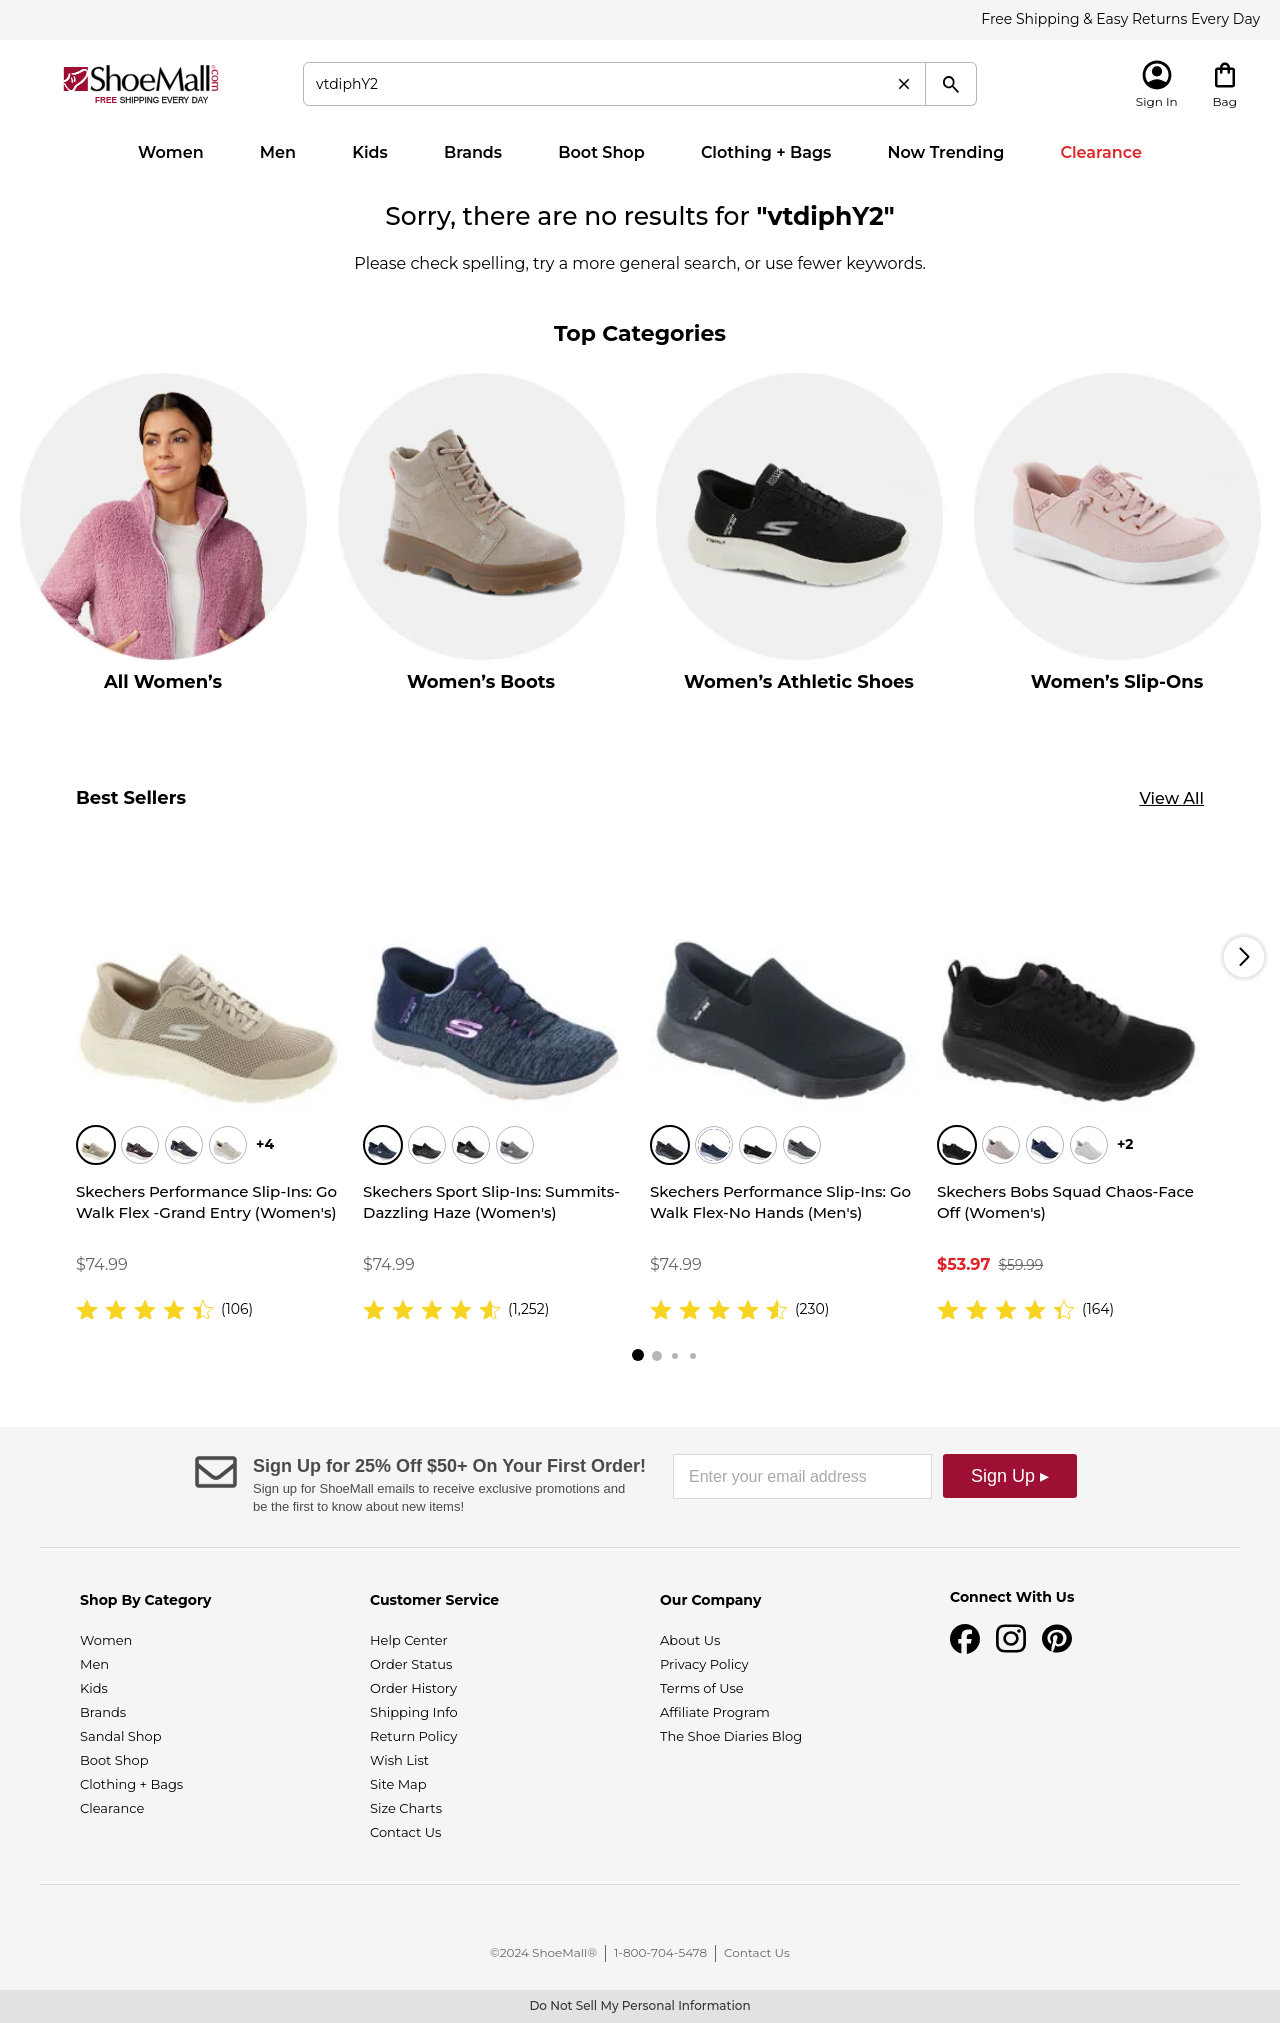 Free Shipping & Easy Returns Every Day
ShoeMall.com
FREE SHIPPING EVERY DAY
vtdiphY2
Sign In
Bag
Women Men Kids Brands Boot Shop Clothing + Bags Now Trending Clearance
Sorry, there are no results for "vtdiphY2"
Please check spelling, try a more general search, or use fewer keywords.
Top Categories
All Women’s
Women’s Boots
Women’s Athletic Shoes
Women’s Slip-Ons
Best Sellers
View All
+4
Skechers Performance Slip-Ins: Go
Walk Flex -Grand Entry (Women's)
$74.99
(106)
Skechers Sport Slip-Ins: Summits-
Dazzling Haze (Women's)
$74.99
(1,252)
Skechers Performance Slip-Ins: Go
Walk Flex-No Hands (Men's)
$74.99
(230)
+2
Skechers Bobs Squad Chaos-Face
Off (Women's)
$53.97 $59.99
(164)
Sign Up for 25% Off $50+ On Your First Order!
Sign up for ShoeMall emails to receive exclusive promotions and
be the first to know about new items!
Enter your email address
Sign Up ▸
Shop By Category
Women
Men
Kids
Brands
Sandal Shop
Boot Shop
Clothing + Bags
Clearance
Customer Service
Help Center
Order Status
Order History
Shipping Info
Return Policy
Wish List
Site Map
Size Charts
Contact Us
Our Company
About Us
Privacy Policy
Terms of Use
Affiliate Program
The Shoe Diaries Blog
Connect With Us
©2024 ShoeMall® | 1-800-704-5478 | Contact Us
Do Not Sell My Personal Information